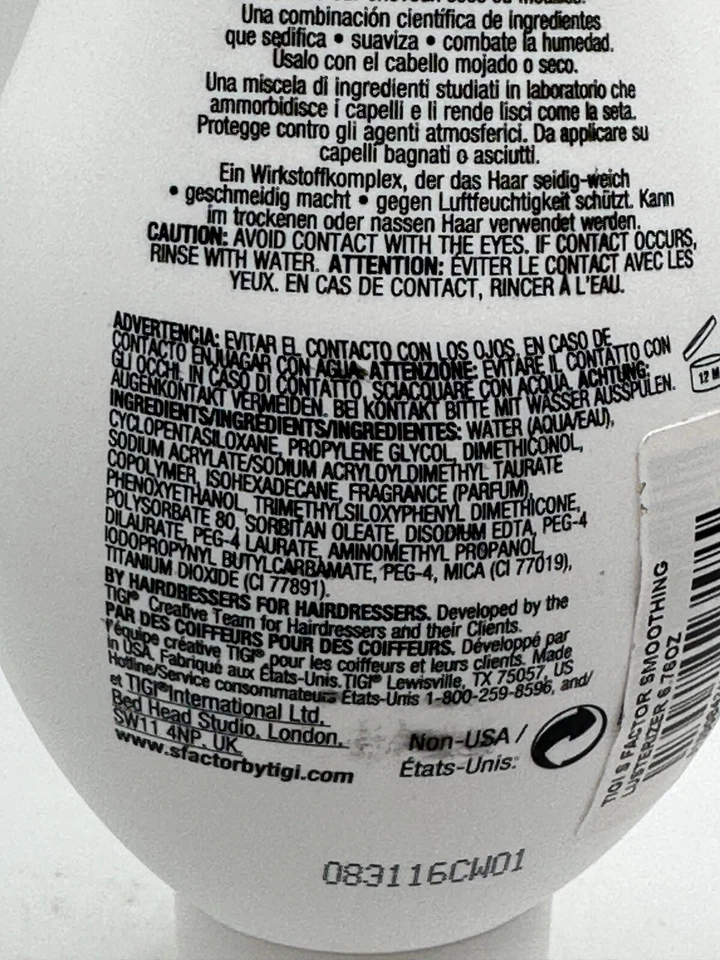 Una combinación científica de ingredientes
que sedifica • suaviza • combate la humedad.
Úsalo con el cabello mojado o seco.
Una miscela di ingredienti studiati in laboratorio che
ammorbidisce i capelli e li rende lisci come la seta.
Protegge contro gli agenti atmosferici. Da applicare su
capelli bagnati o asciutti.
Ein Wirkstoffkomplex, der das Haar seidig-weich
• geschmeidig macht • gegen Luftfeuchtigkeit schützt. Kann
im trockenen oder nassen Haar verwendet werden.
CAUTION: AVOID CONTACT WITH THE EYES. IF CONTACT OCCURS,
RINSE WITH WATER. ATTENTION: ÉVITER LE CONTACT AVEC LES
YEUX. EN CAS DE CONTACT, RINCER À L'EAU.
ADVERTENCIA: EVITAR EL CONTACTO CON LOS OJOS. EN CASO DE
CONTACTO ENJUAGAR CON AGUA. ATTENZIONE: EVITARE IL CONTATTO CON
GLI OCCHI. IN CASO DI CONTATTO, SCIACQUARE CON ACQUA. ACHTUNG:
AUGENKONTAKT VERMEIDEN. BEI KONTAKT BITTE MIT WASSER AUSSPÜLEN.
INGREDIENTS/INGRÉDIENTS/INGREDIENTES: WATER (AQUA/EAU),
CYCLOPENTASILOXANE, PROPYLENE GLYCOL, DIMETHICONOL,
SODIUM ACRYLATE/SODIUM ACRYLOYLDIMETHYL TAURATE
COPOLYMER, ISOHEXADECANE, FRAGRANCE (PARFUM),
PHENOXYETHANOL, TRIMETHYLSILOXYPHENYL DIMETHICONE,
POLYSORBATE 80, SORBITAN OLEATE, DISODIUM EDTA, PEG-4
DILAURATE, PEG-4 LAURATE, AMINOMETHYL PROPANOL,
IODOPROPYNYL BUTYLCARBAMATE, PEG-4, MICA (CI 77019),
TITANIUM DIOXIDE (CI 77891).
BY HAIRDRESSERS FOR HAIRDRESSERS. Developed by the
TIGI® Creative Team for Hairdressers and their Clients.
PAR DES COIFFEURS POUR DES COIFFEURS. Développé par
l'équipe créative TIGI® pour les coiffeurs et leurs clients. Made
in USA. Fabriqué aux États-Unis. TIGI® Lewisville, TX 75057, US
Hotline/Service consommateurs États-Unis 1-800-259-8596, and/
et TIGI® International Ltd.
Bed Head Studio, London,
SW11 4NP, UK
www.sfactorbytigi.com
Non-USA /
États-Unis:
12 M
TIGI S FACTOR SMOOTHING
LUSTERIZER 6.76OZ
083116CW01